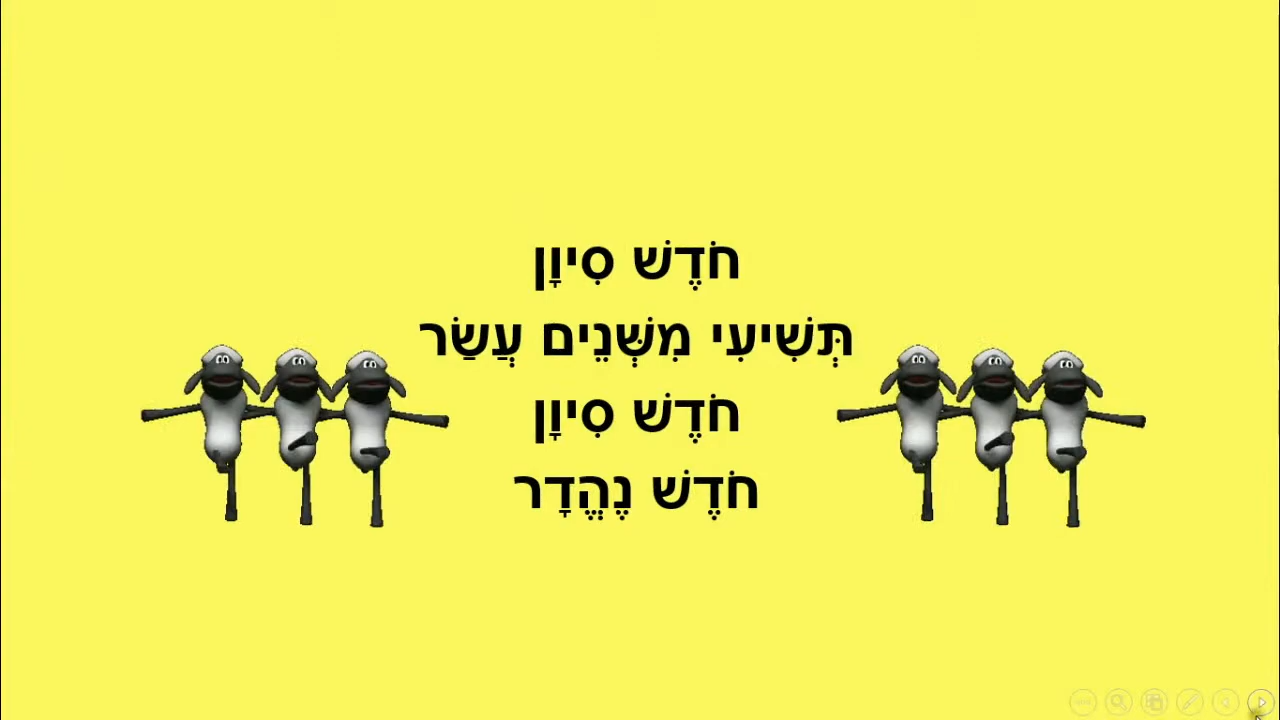 חֹדֶשׁ סִיוָן
תְּשִׁיעִי מִשְּׁנֵים עֲשַׂר
חֹדֶשׁ סִיוָן
חֹדֶשׁ נֶהֱדָר